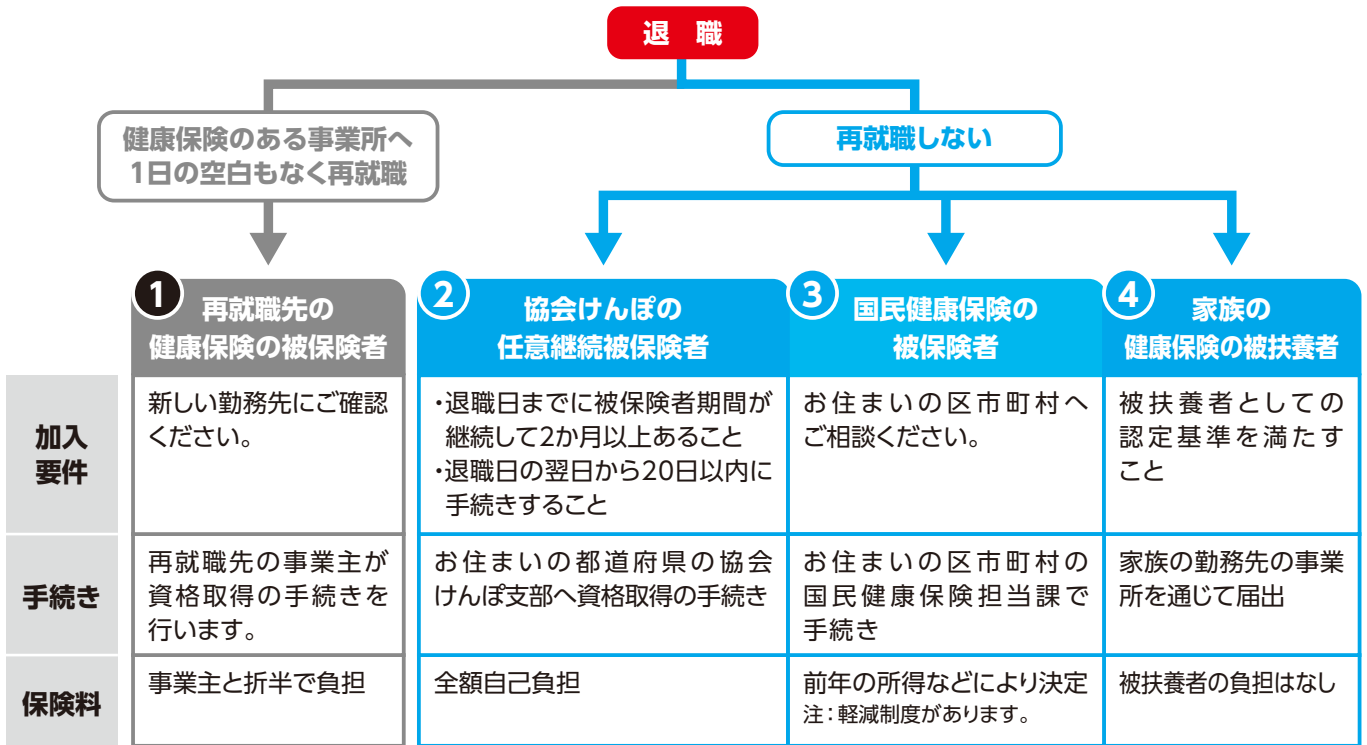 退 職
健康保険のある事業所へ
1日の空白もなく再就職
再就職しない
1
再就職先の
健康保険の被保険者
2
協会けんぽの
任意継続被保険者
3
国民健康保険の
被保険者
4
家族の
健康保険の被扶養者
加入
要件
新しい勤務先にご確認
ください。
・退職日までに被保険者期間が
継続して2か月以上あること
・退職日の翌日から20日以内に
手続きすること
お住まいの区市町村へ
ご相談ください。
被扶養者としての
認定基準を満たす
こと
手続き
再就職先の事業主が
資格取得の手続きを
行います。
お住まいの都道府県の協会
けんぽ支部へ資格取得の手続き
お住まいの区市町村の
国民健康保険担当課で
手続き
家族の勤務先の事業
所を通じて届出
保険料
事業主と折半で負担
全額自己負担
前年の所得などにより決定
注：軽減制度があります。
被扶養者の負担はなし